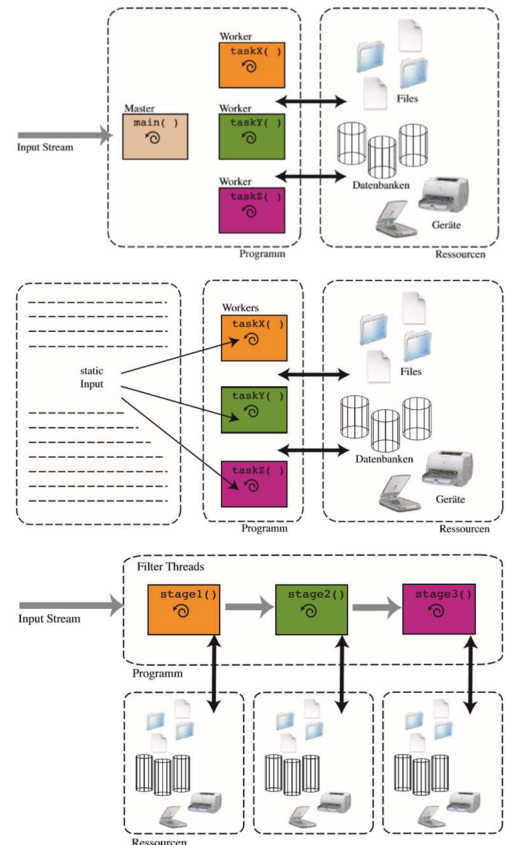 Worker
taskX( )
Master
main( )
Worker
taskY( )
Files
Input Stream
Worker
taskZ( )
Datenbanken
Geräte
Programm
Ressourcen
Workers
taskX( )
static
Input
taskY( )
Files
taskZ( )
Datenbanken
Geräte
Programm
Ressourcen
Filter Threads
stage1()
stage2()
stage3()
Input Stream
Programm
Ressourcen